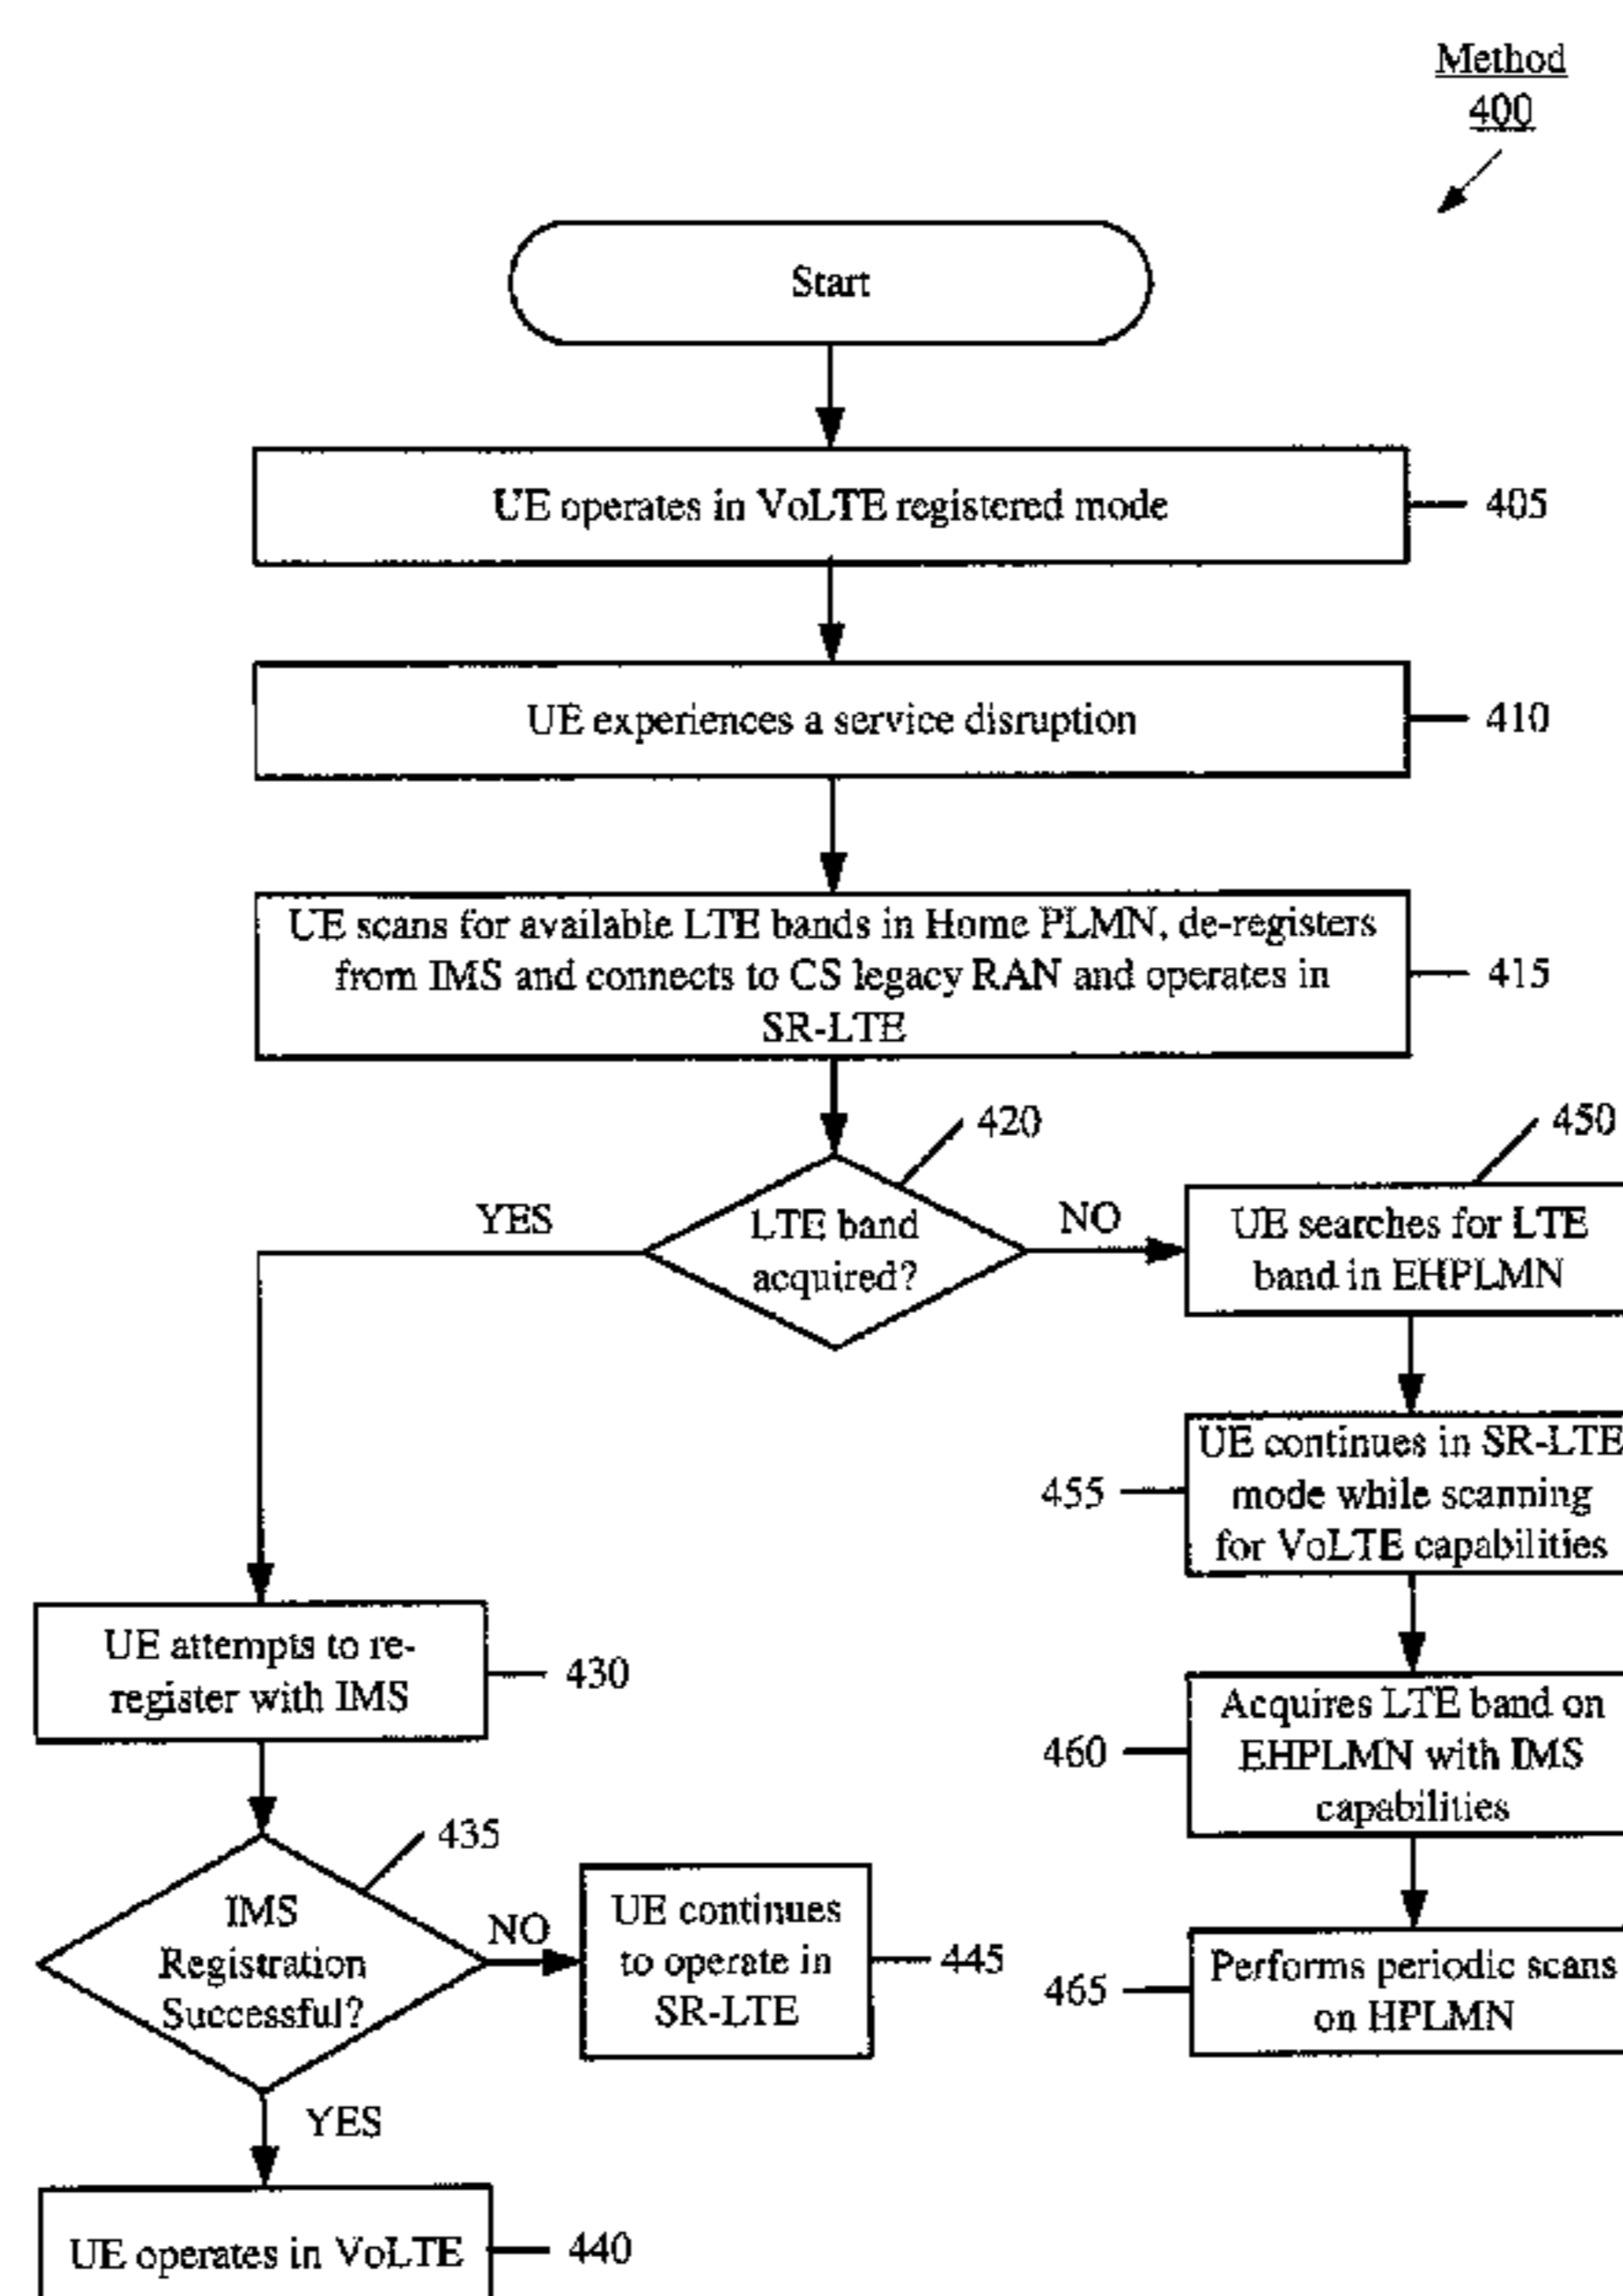 Method
400
Start
UE operates in VoLTE registered mode
405
UE experiences a service disruption
410
UE scans for available LTE bands in Home PLMN, de-registers
from IMS and connects to CS legacy RAN and operates in
SR-LTE
415
420
450
YES
LTE band
acquired?
NO
UE searches for LTE
band in EHPLMN
UE continues in SR-LTE
mode while scanning
for VoLTE capabilities
455
UE attempts to re-
register with IMS
430
Acquires LTE band on
EHPLMN with IMS
capabilities
460
435
IMS
Registration
Successful?
NO
UE continues
to operate in
SR-LTE
445
Performs periodic scans
on HPLMN
465
YES
UE operates in VoLTE
440